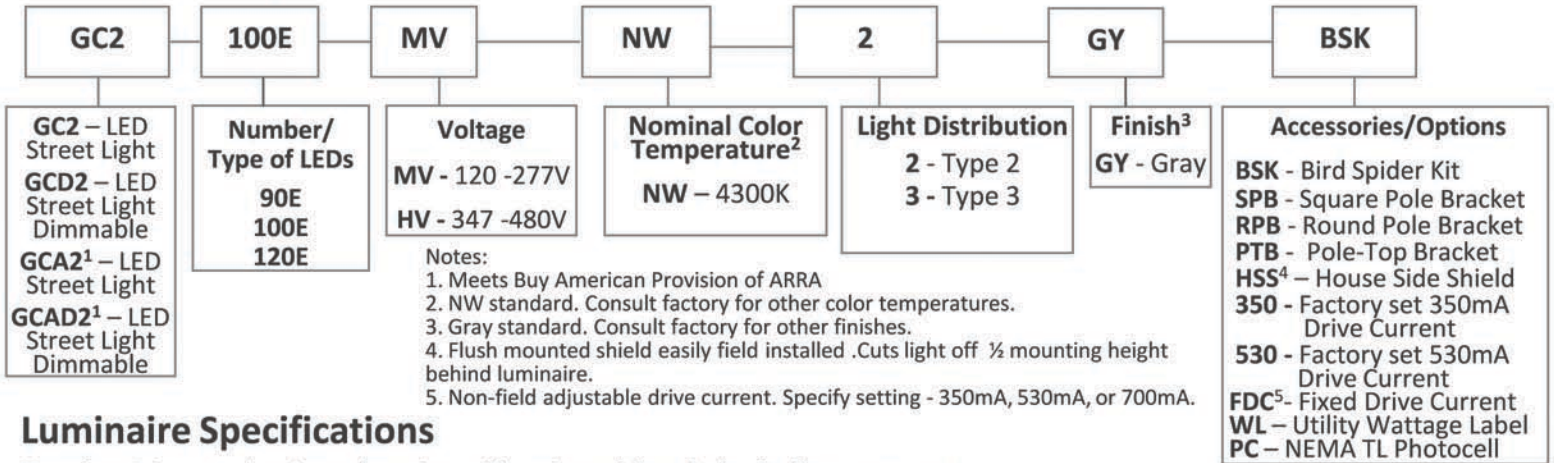 GC2 100E MV NW 2 GY BSK
GC2 – LED
Street Light
GCD2 – LED
Street Light
Dimmable
GCA2¹ – LED
Street Light
GCAD2¹ – LED
Street Light
Dimmable
Number/
Type of LEDs
90E
100E
120E
Voltage
MV - 120 -277V
HV - 347 -480V
Nominal Color
Temperature²
NW – 4300K
Light Distribution
2 - Type 2
3 - Type 3
Finish³
GY - Gray
Accessories/Options
BSK - Bird Spider Kit
SPB - Square Pole Bracket
RPB - Round Pole Bracket
PTB - Pole-Top Bracket
HSS⁴ – House Side Shield
350 - Factory set 350mA
Drive Current
530 - Factory set 530mA
Drive Current
FDC⁵- Fixed Drive Current
WL – Utility Wattage Label
PC – NEMA TL Photocell
Notes:
1. Meets Buy American Provision of ARRA
2. NW standard. Consult factory for other color temperatures.
3. Gray standard. Consult factory for other finishes.
4. Flush mounted shield easily field installed .Cuts light off ½ mounting height
behind luminaire.
5. Non-field adjustable drive current. Specify setting - 350mA, 530mA, or 700mA.
Luminaire Specifications